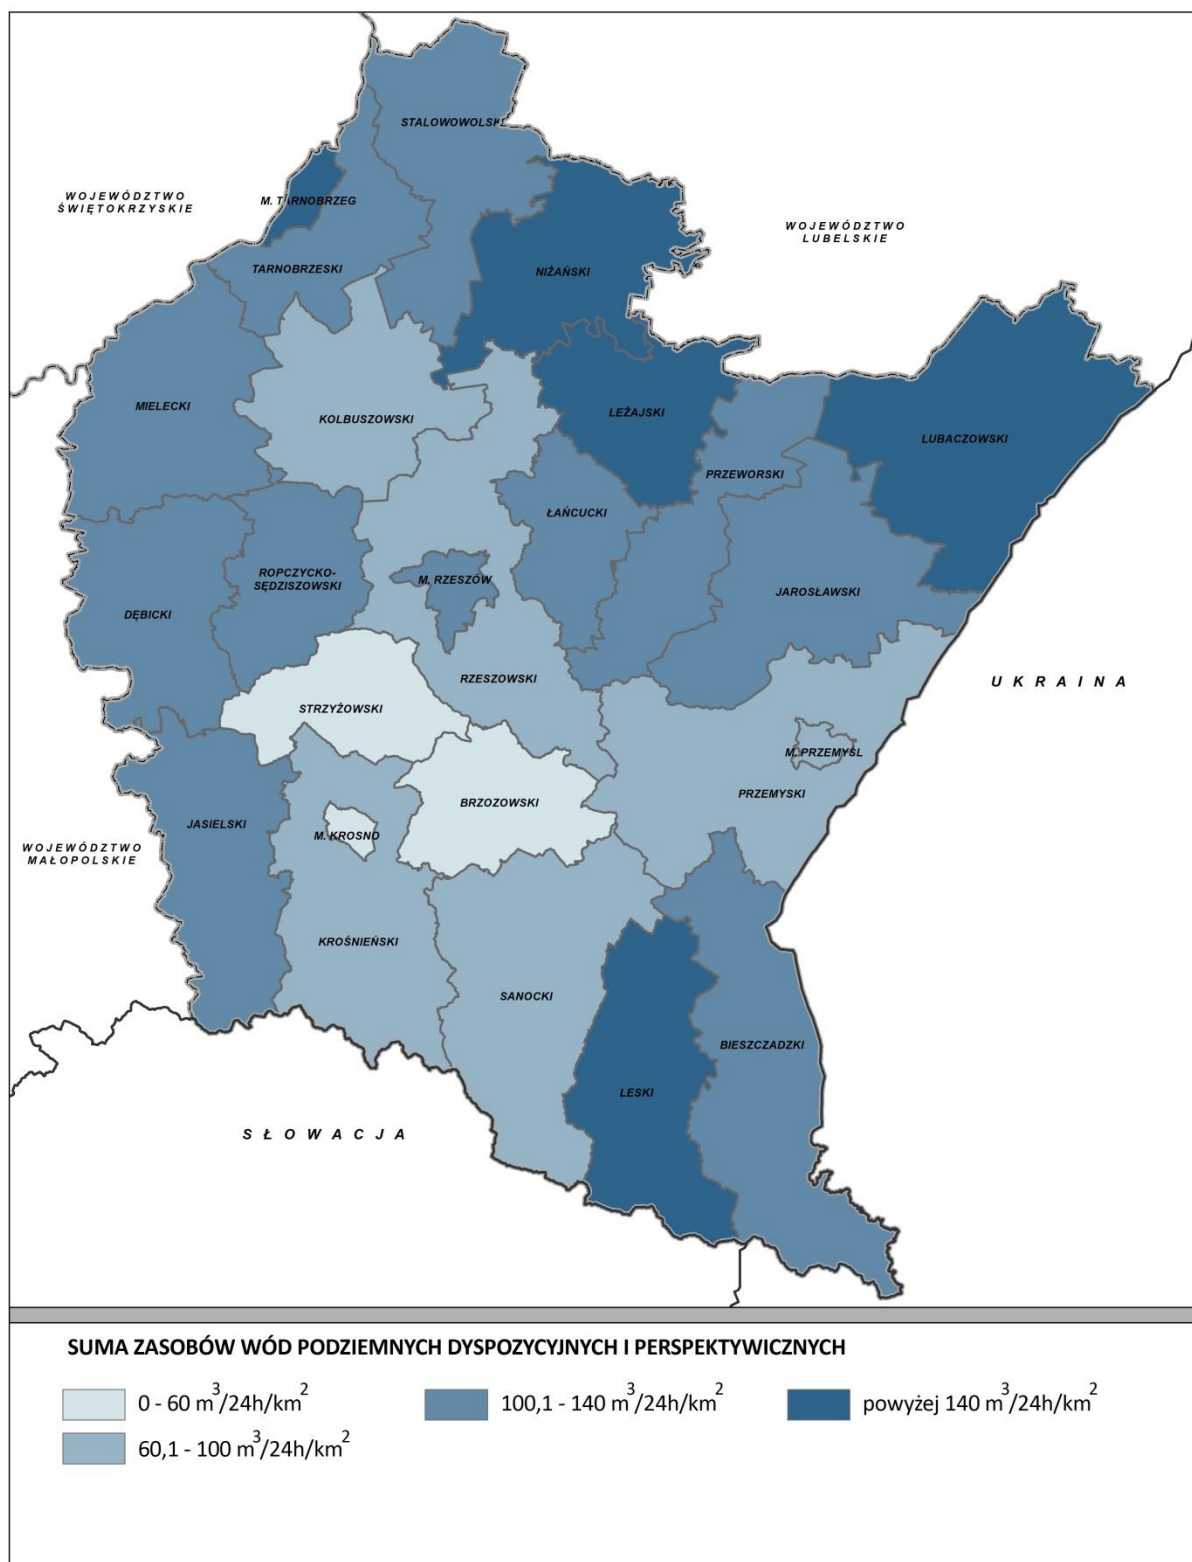 STALOWOWOLSKI
WOJEWÓDZTWO
ŚWIĘTOKRZYSKIE
M. TARNOBRZEG
WOJEWÓDZTWO
LUBELSKIE
TARNOBRZESKI
NIŻAŃSKI
MIELECKI
KOLBUSZOWSKI
LEŻAJSKI
LUBACZOWSKI
PRZEWORSKI
ŁAŃCUCKI
ROPCZYCKO-
SĘDZISZOWSKI
M. RZESZÓW
JAROSŁAWSKI
DĘBICKI
RZESZOWSKI
UKRAINA
STRZYŻOWSKI
M. PRZEMYŚL
BRZOZOWSKI
PRZEMYSKI
JASIELSKI
M. KROSNO
WOJEWÓDZTWO
MAŁOPOLSKIE
KROŚNIEŃSKI
SANOCKI
BIESZCZADZKI
LESKI
SŁOWACJA
SUMA ZASOBÓW WÓD PODZIEMNYCH DYSPOZYCYJNYCH I PERSPEKTYWICZNYCH
0 - 60 m³/24h/km²
100,1 - 140 m³/24h/km²
powyżej 140 m³/24h/km²
60,1 - 100 m³/24h/km²